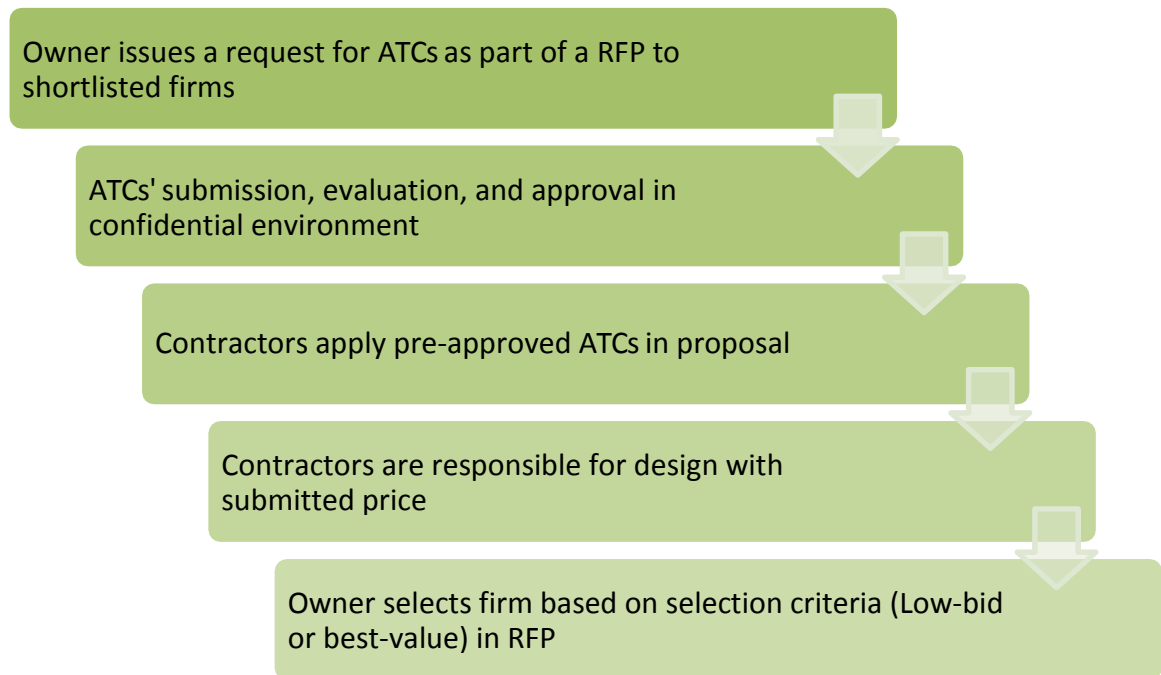 Owner issues a request for ATCs as part of a RFP to
shortlisted firms
ATCs' submission, evaluation, and approval in
confidential environment
Contractors apply pre-approved ATCs in proposal
Contractors are responsible for design with
submitted price
Owner selects firm based on selection criteria (Low-bid
or best-value) in RFP